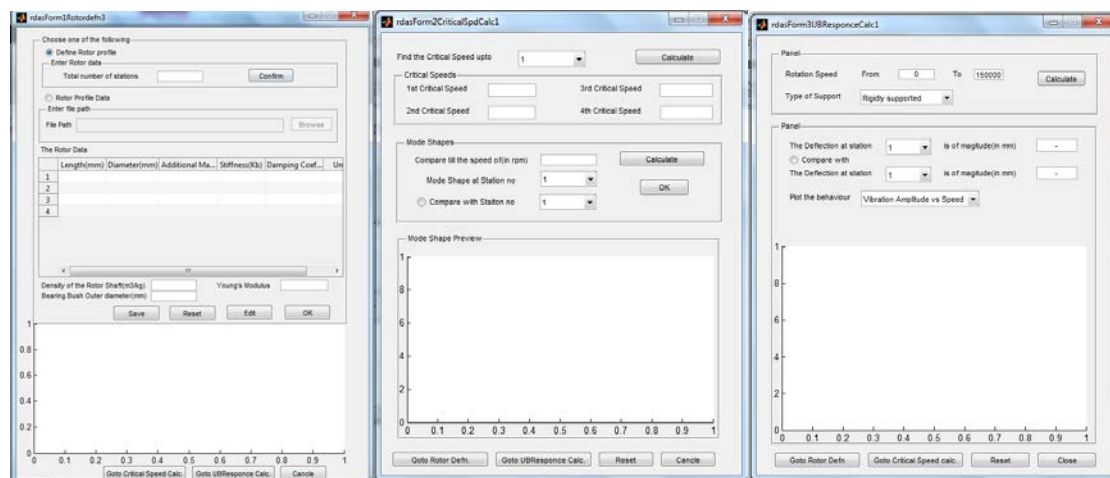 rdasForm1Rotordefn3
Choose one of the following
Define Rotor profile
Enter Rotor data
Total number of stations
Confirm
Rotor Profile Data
Enter file path
File Path
Browse
The Rotor Data
Length(mm) Diameter(mm) Additional Ma... Stiffness(Kb) Damping Coef... Un
1
2
3
4
Density of the Rotor Shaft(m3/kg) Young's Modulus
Bearing Bush Outer diameter(mm)
Save Reset Edit OK
1
0.8
0.6
0.4
0.2
0
0 0.1 0.2 0.3 0.4 0.5 0.6 0.7 0.8 0.9 1
Goto Critical Speed Calc. Goto UBResponce Calc. Cancle
rdasForm2CriticalSpdCalc1
Find the Critical Speed upto 1 Calculate
Critical Speeds
1st Critical Speed 3rd Critical Speed
2nd Critical Speed 4th Critical Speed
Mode Shapes
Compare till the speed of(in rpm) Calculate
Mode Shape at Station no 1
OK
Compare with Staiton no 1
Mode Shape Preview
1
8
6
4
2
0
0 0.1 0.2 0.3 0.4 0.5 0.6 0.7 0.8 0.9 1
Goto Rotor Defn. Goto UBResponce Calc. Reset Cancle
rdasForm3UBResponceCalc1
Panel
Rotation Speed From 0 To 150000 Calculate
Type of Support Rigidly supported
Panel
The Deflection at station 1 is of magitude(in mm) -
Compare with
The Deflection at station 1 is of magitude(in mm) -
Plot the behaviour Vibration Amplitude vs Speed
1
8
6
4
2
0
0 0.1 0.2 0.3 0.4 0.5 0.6 0.7 0.8 0.9 1
Goto Rotor Defn Goto Critical Speed calc. Reset Close